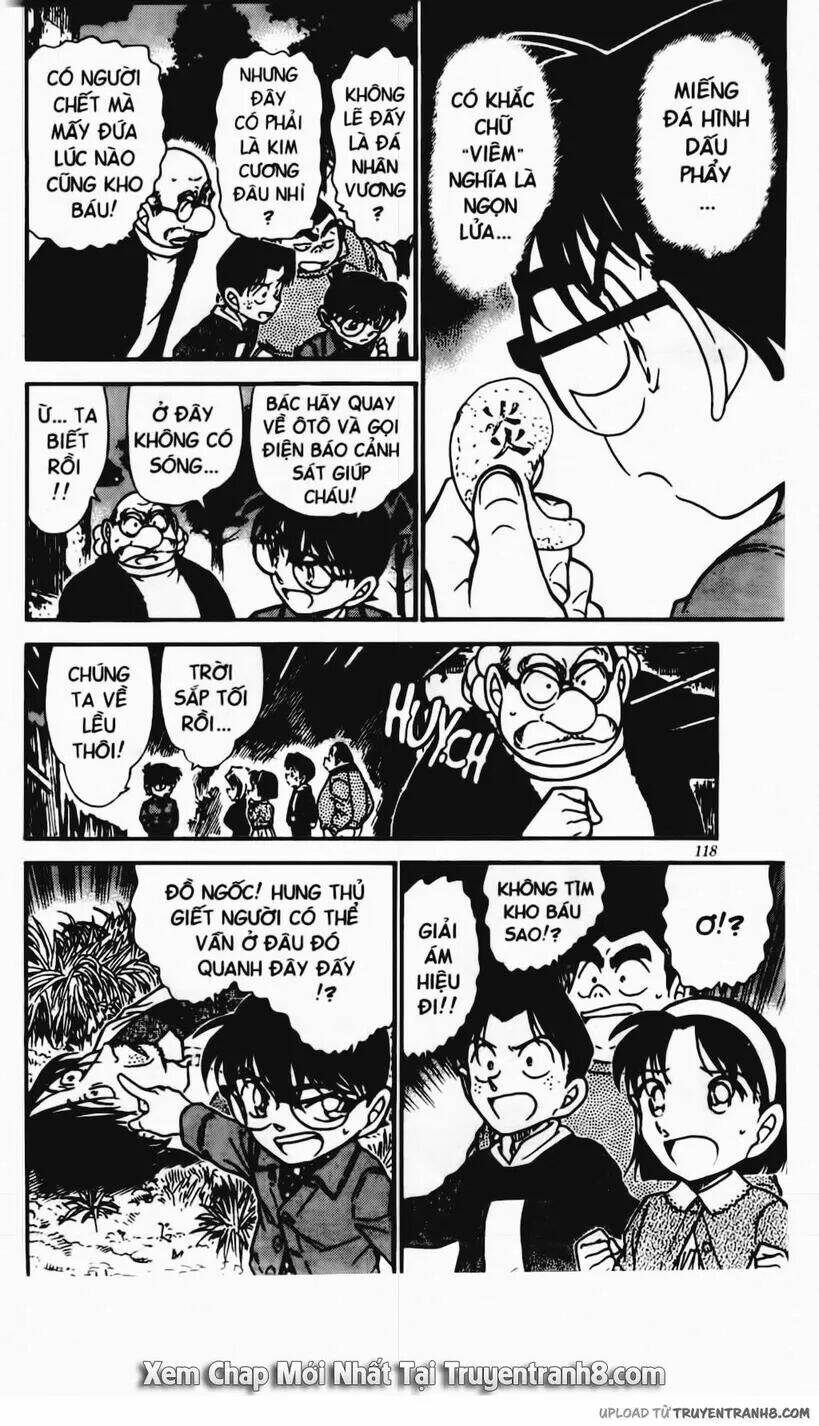 MIẾNG
ĐÁ HÌNH
DẤU
PHẨY
...
CÓ KHẮC
CHỮ
"VIÊM"
NGHĨA LÀ
NGỌN
LỬA...
炎
KHÔNG
LẼ ĐẤY
LÀ ĐÁ
NHÂN
VƯƠNG
?
NHƯNG
ĐÂY
CÓ PHẢI
LÀ KIM
CƯƠNG
ĐÂU NHỈ
?
CÓ NGƯỜI
CHẾT MÀ
MẤY ĐỨA
LÚC NÀO
CŨNG KHO
BÁU!
BÁC HÃY QUAY
VỀ ÔTÔ VÀ GỌI
ĐIỆN BÁO CẢNH
SÁT GIÚP
CHÁU!
Ở ĐÂY
KHÔNG CÓ
SÓNG...
Ừ... TA
BIẾT
RỒI
!!
HUỴCH
TRỜI
SẮP TỐI
RỒI...
CHÚNG
TA VỀ
LỀU
THÔI!
118
Ơ!?
KHÔNG TÌM
KHO BÁU
SAO!?
GIẢI
ÁM
HIỆU
ĐI!!
ĐỒ NGỐC! HUNG THỦ
GIẾT NGƯỜI CÓ THỂ
VẨN Ở ĐÂU ĐÓ
QUANH ĐÂY ĐẤY
!?
Xem Chap Mới Nhất Tại Truyentranh8.com
UPLOAD TỪ TRUYENTRANH8.COM